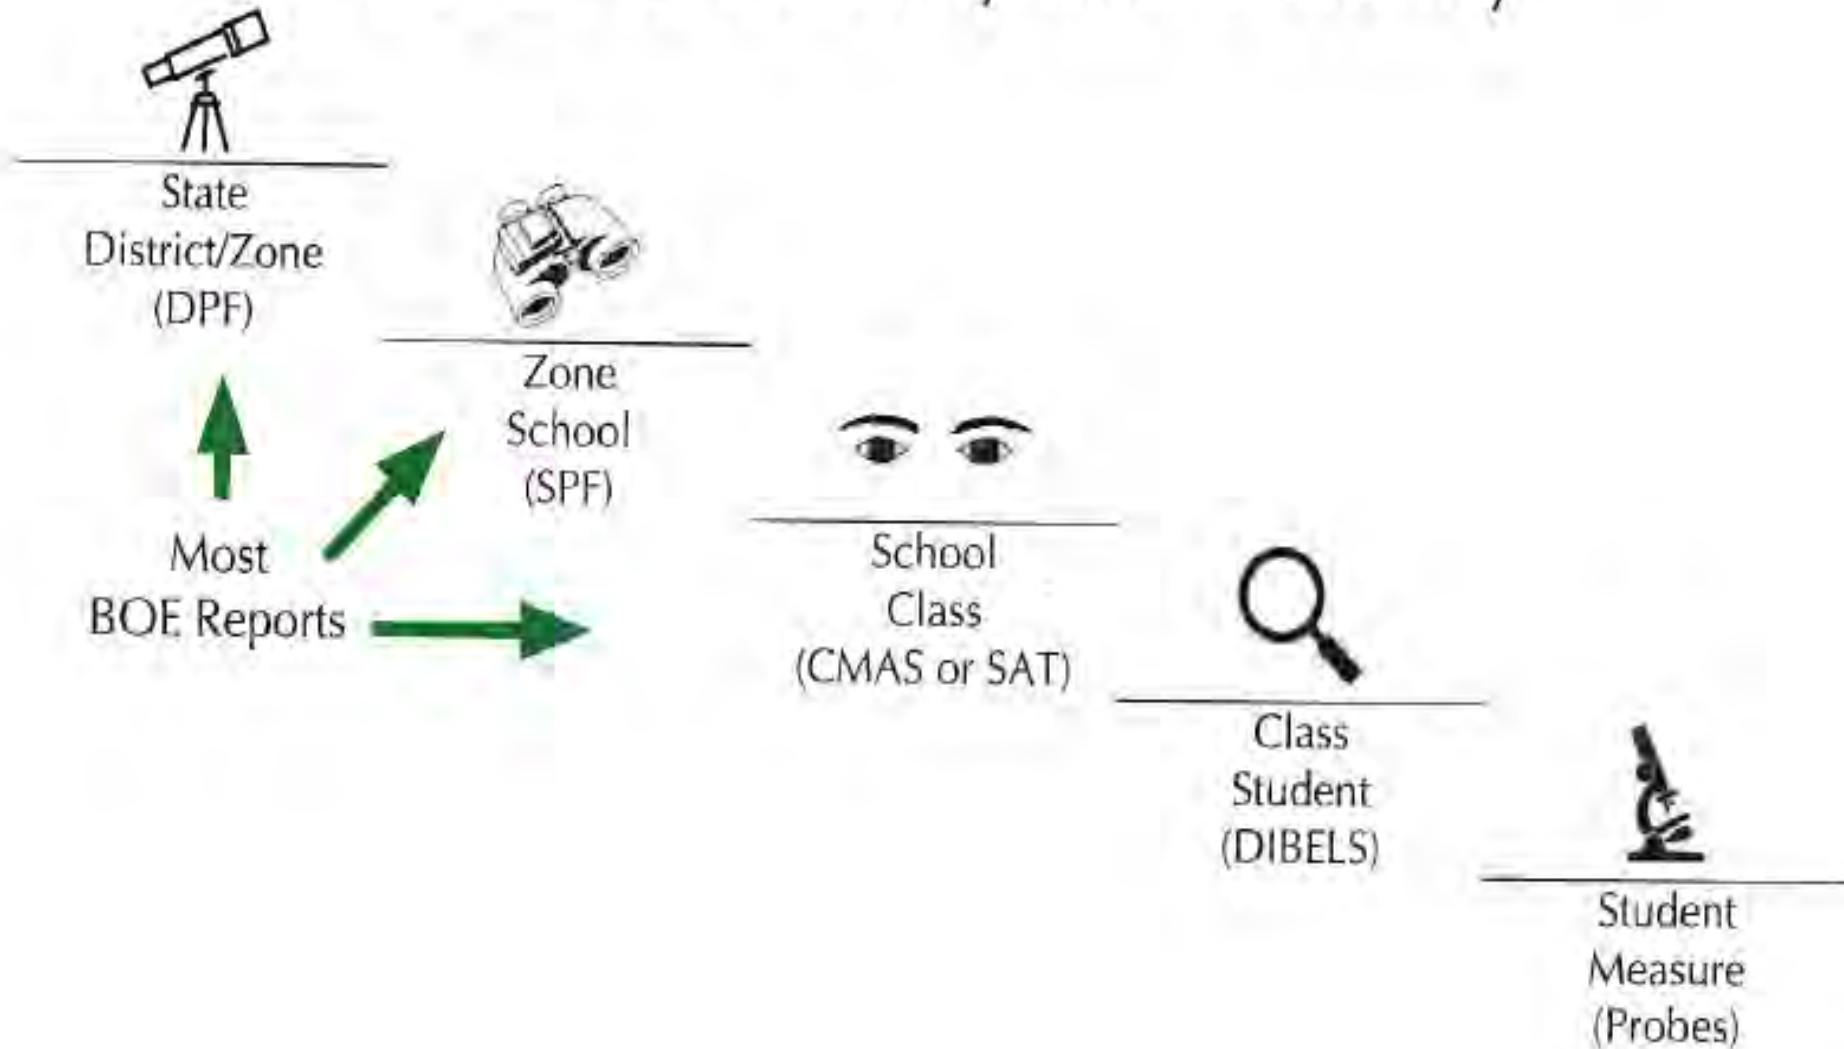 State
District/Zone
(DPF)
Zone
School
(SPF)
Most
BOE Reports
School
Class
(CMAS or SAT)
Class
Student
(DIBELS)
Student
Measure
(Probes)